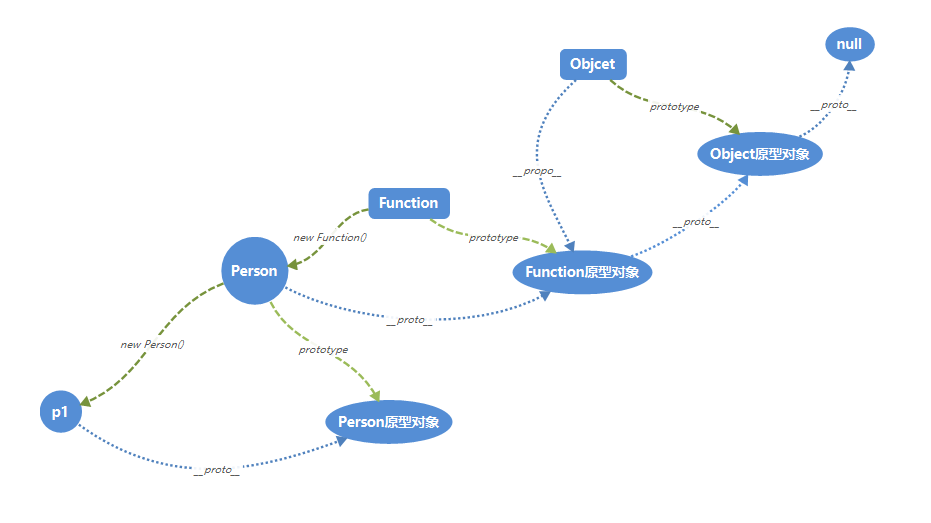 null
Objcet
prototype
__proto__
Object原型对象
__propo__
Function
new Function()
prototype
__proto__
Person
Function原型对象
__proto__
new Person()
prototype
p1
Person原型对象
__proto__